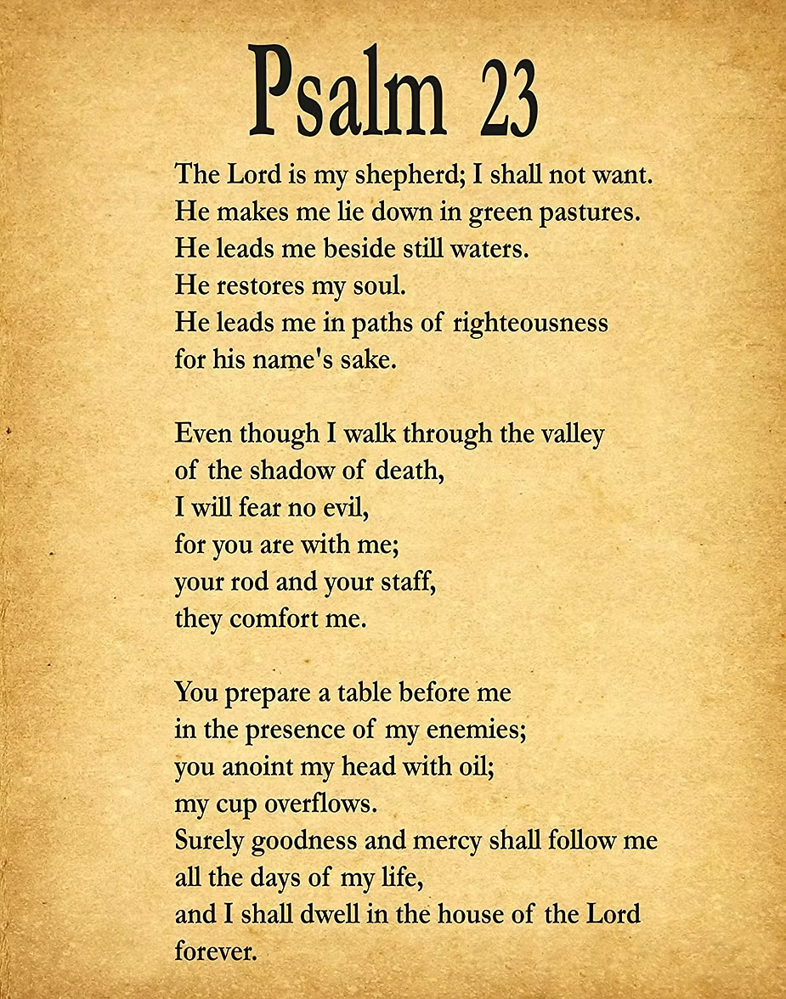 Psalm 23
The Lord is my shepherd; I shall not want.
He makes me lie down in green pastures.
He leads me beside still waters.
He restores my soul.
He leads me in paths of righteousness
for his name's sake.
Even though I walk through the valley
of the shadow of death,
I will fear no evil,
for you are with me;
your rod and your staff,
they comfort me.
You prepare a table before me
in the presence of my enemies;
you anoint my head with oil;
my cup overflows.
Surely goodness and mercy shall follow me
all the days of my life,
and I shall dwell in the house of the Lord
forever.